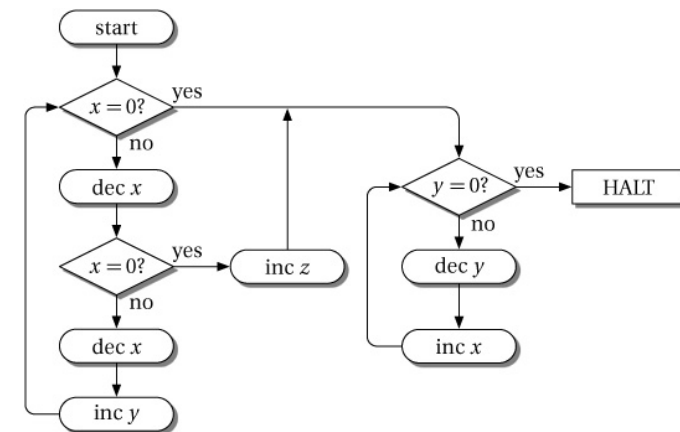 start
x = 0?
yes
no
dec x
x = 0?
yes
inc z
no
dec x
inc y
y = 0?
yes
HALT
no
dec y
inc x